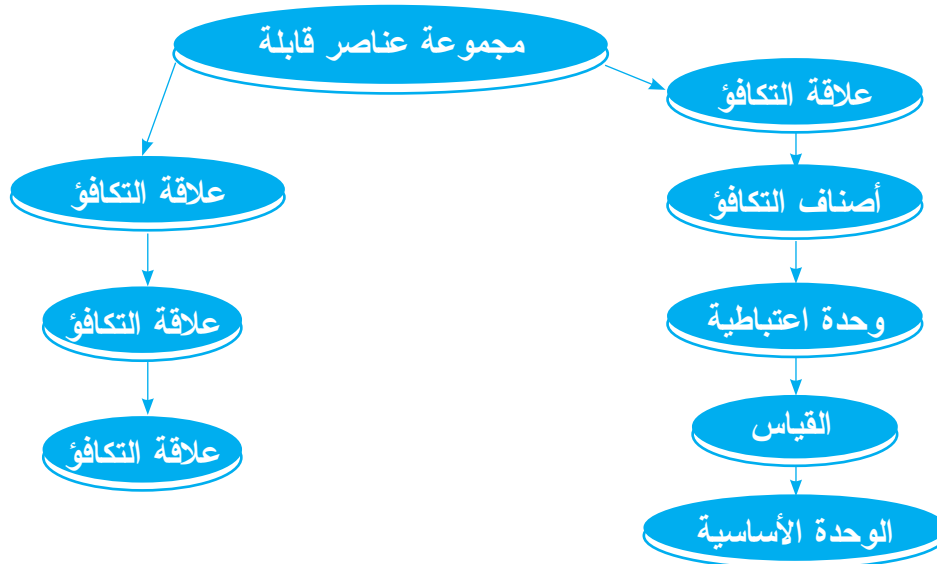 مجموعة عناصر قابلة
علاقة التكافؤ
أصناف التكافؤ
وحدة اعتباطية
القياس
الوحدة الأساسية
علاقة التكافؤ
علاقة التكافؤ
علاقة التكافؤ